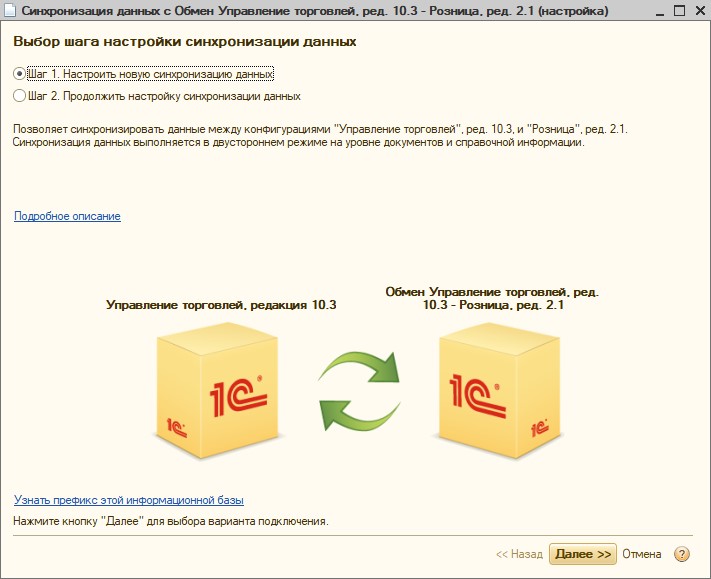 Синхронизация данных с Обмен Управление торговлей, ред. 10.3 - Розница, ред. 2.1 (настройка)
Выбор шага настройки синхронизации данных
Шаг 1. Настроить новую синхронизацию данных
Шаг 2. Продолжить настройку синхронизации данных
Позволяет синхронизировать данные между конфигурациями "Управление торговлей", ред. 10.3, и "Розница", ред. 2.1.
Синхронизация данных выполняется в двустороннем режиме на уровне документов и справочной информации.
Подробное описание
Управление торговлей, редакция 10.3
Обмен Управление торговлей, ред.
10.3 - Розница, ред. 2.1
1С®
1С®
1С®
1С®
Узнать префикс этой информационной базы
Нажмите кнопку "Далее" для выбора варианта подключения.
<< Назад Далее >> Отмена ?